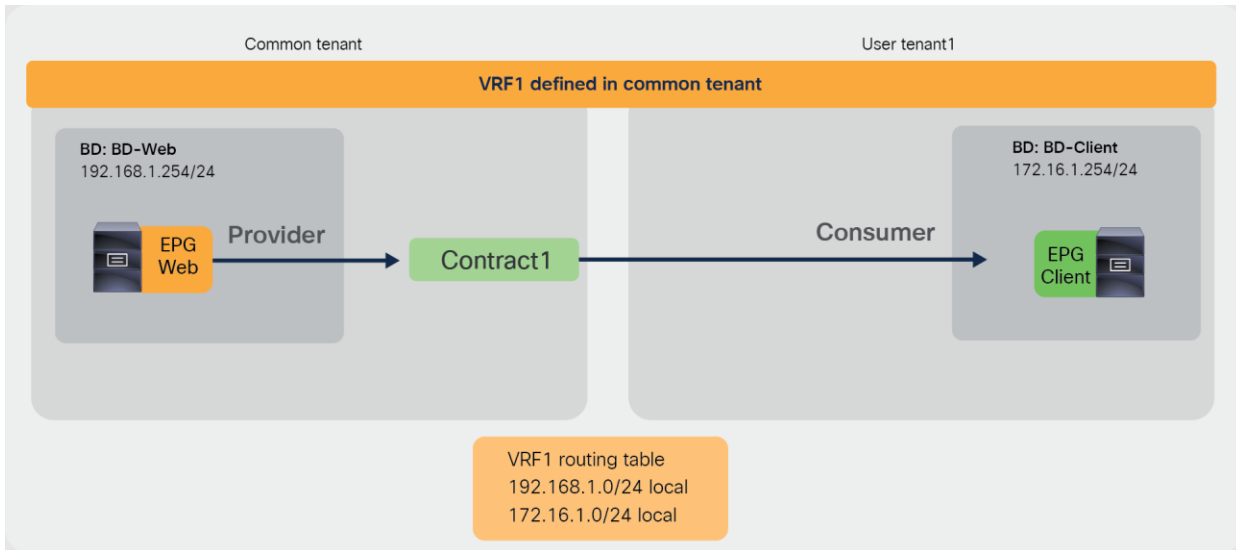 Common tenant
User tenant1
VRF1 defined in common tenant
BD: BD-Web
192.168.1.254/24
EPG
Web
Provider
Contract1
Consumer
BD: BD-Client
172.16.1.254/24
EPG
Client
VRF1 routing table
192.168.1.0/24 local
172.16.1.0/24 local